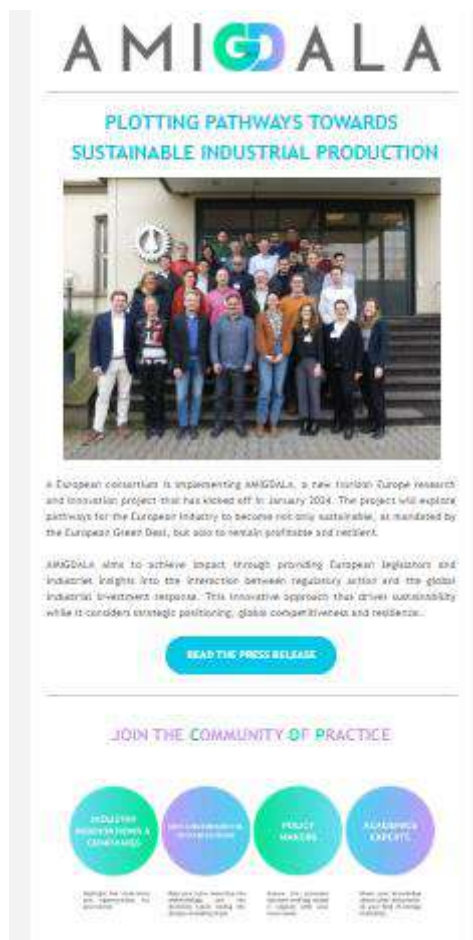 AMIGDALA
PLOTTING PATHWAYS TOWARDS
SUSTAINABLE INDUSTRIAL PRODUCTION
A European consortium is implementing AMIGDALA, a new Horizon Europe research
and innovation project that has kicked off in January 2024. The project will explore
pathways for the European industry to become not only sustainable, as mandated by
the European Green Deal, but also to remain profitable and resilient.
AMIGDALA aims to achieve impact through providing European legislators and
industries insights into the interaction between regulatory action and the global
industrial investment response. This innovative approach thus drives sustainability
while it considers strategic positioning, global competitiveness and resilience.
READ THE PRESS RELEASE
JOIN THE COMMUNITY OF PRACTICE
INDUSTRY
ASSOCIATIONS &
COMPANIES
POLICY
MAKERS
ACADEMICS
EXPERTS